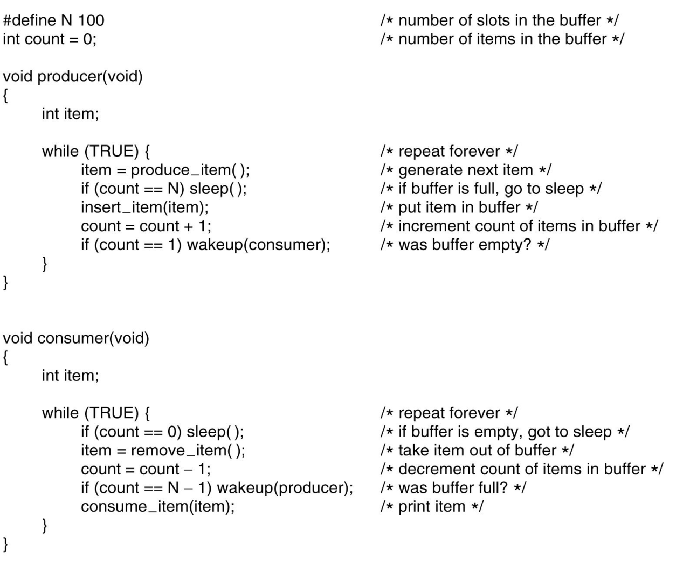 #define N 100 /* number of slots in the buffer */
int count = 0; /* number of items in the buffer */
void producer(void)
{
int item;
while (TRUE) { /* repeat forever */
item = produce_item( ); /* generate next item */
if (count == N) sleep( ); /* if buffer is full, go to sleep */
insert_item(item); /* put item in buffer */
count = count + 1; /* increment count of items in buffer */
if (count == 1) wakeup(consumer); /* was buffer empty? */
}
}
void consumer(void)
{
int item;
while (TRUE) { /* repeat forever */
if (count == 0) sleep( ); /* if buffer is empty, got to sleep */
item = remove_item( ); /* take item out of buffer */
count = count – 1; /* decrement count of items in buffer */
if (count == N – 1) wakeup(producer); /* was buffer full? */
consume_item(item); /* print item */
}
}